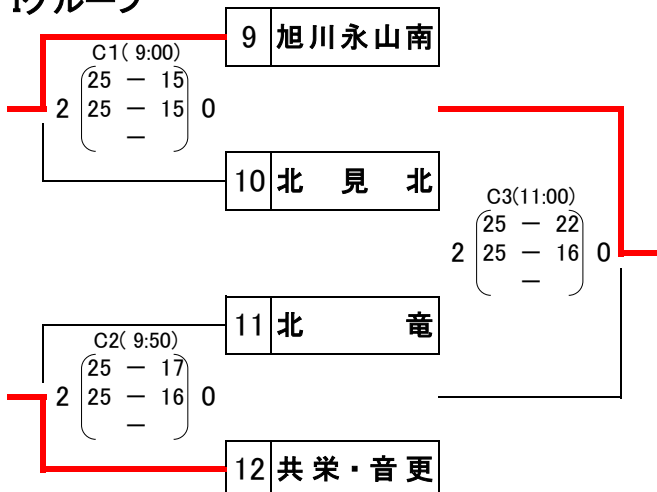 Iグループ
9 旭川永山南
C1( 9:00)
25 － 15
2 25 － 15 0
－
10 北 見 北
C3(11:00)
25 － 22
2 25 － 16 0
－
11 北 竜
C2( 9:50)
25 － 17
2 25 － 16 0
－
12 共栄・音更